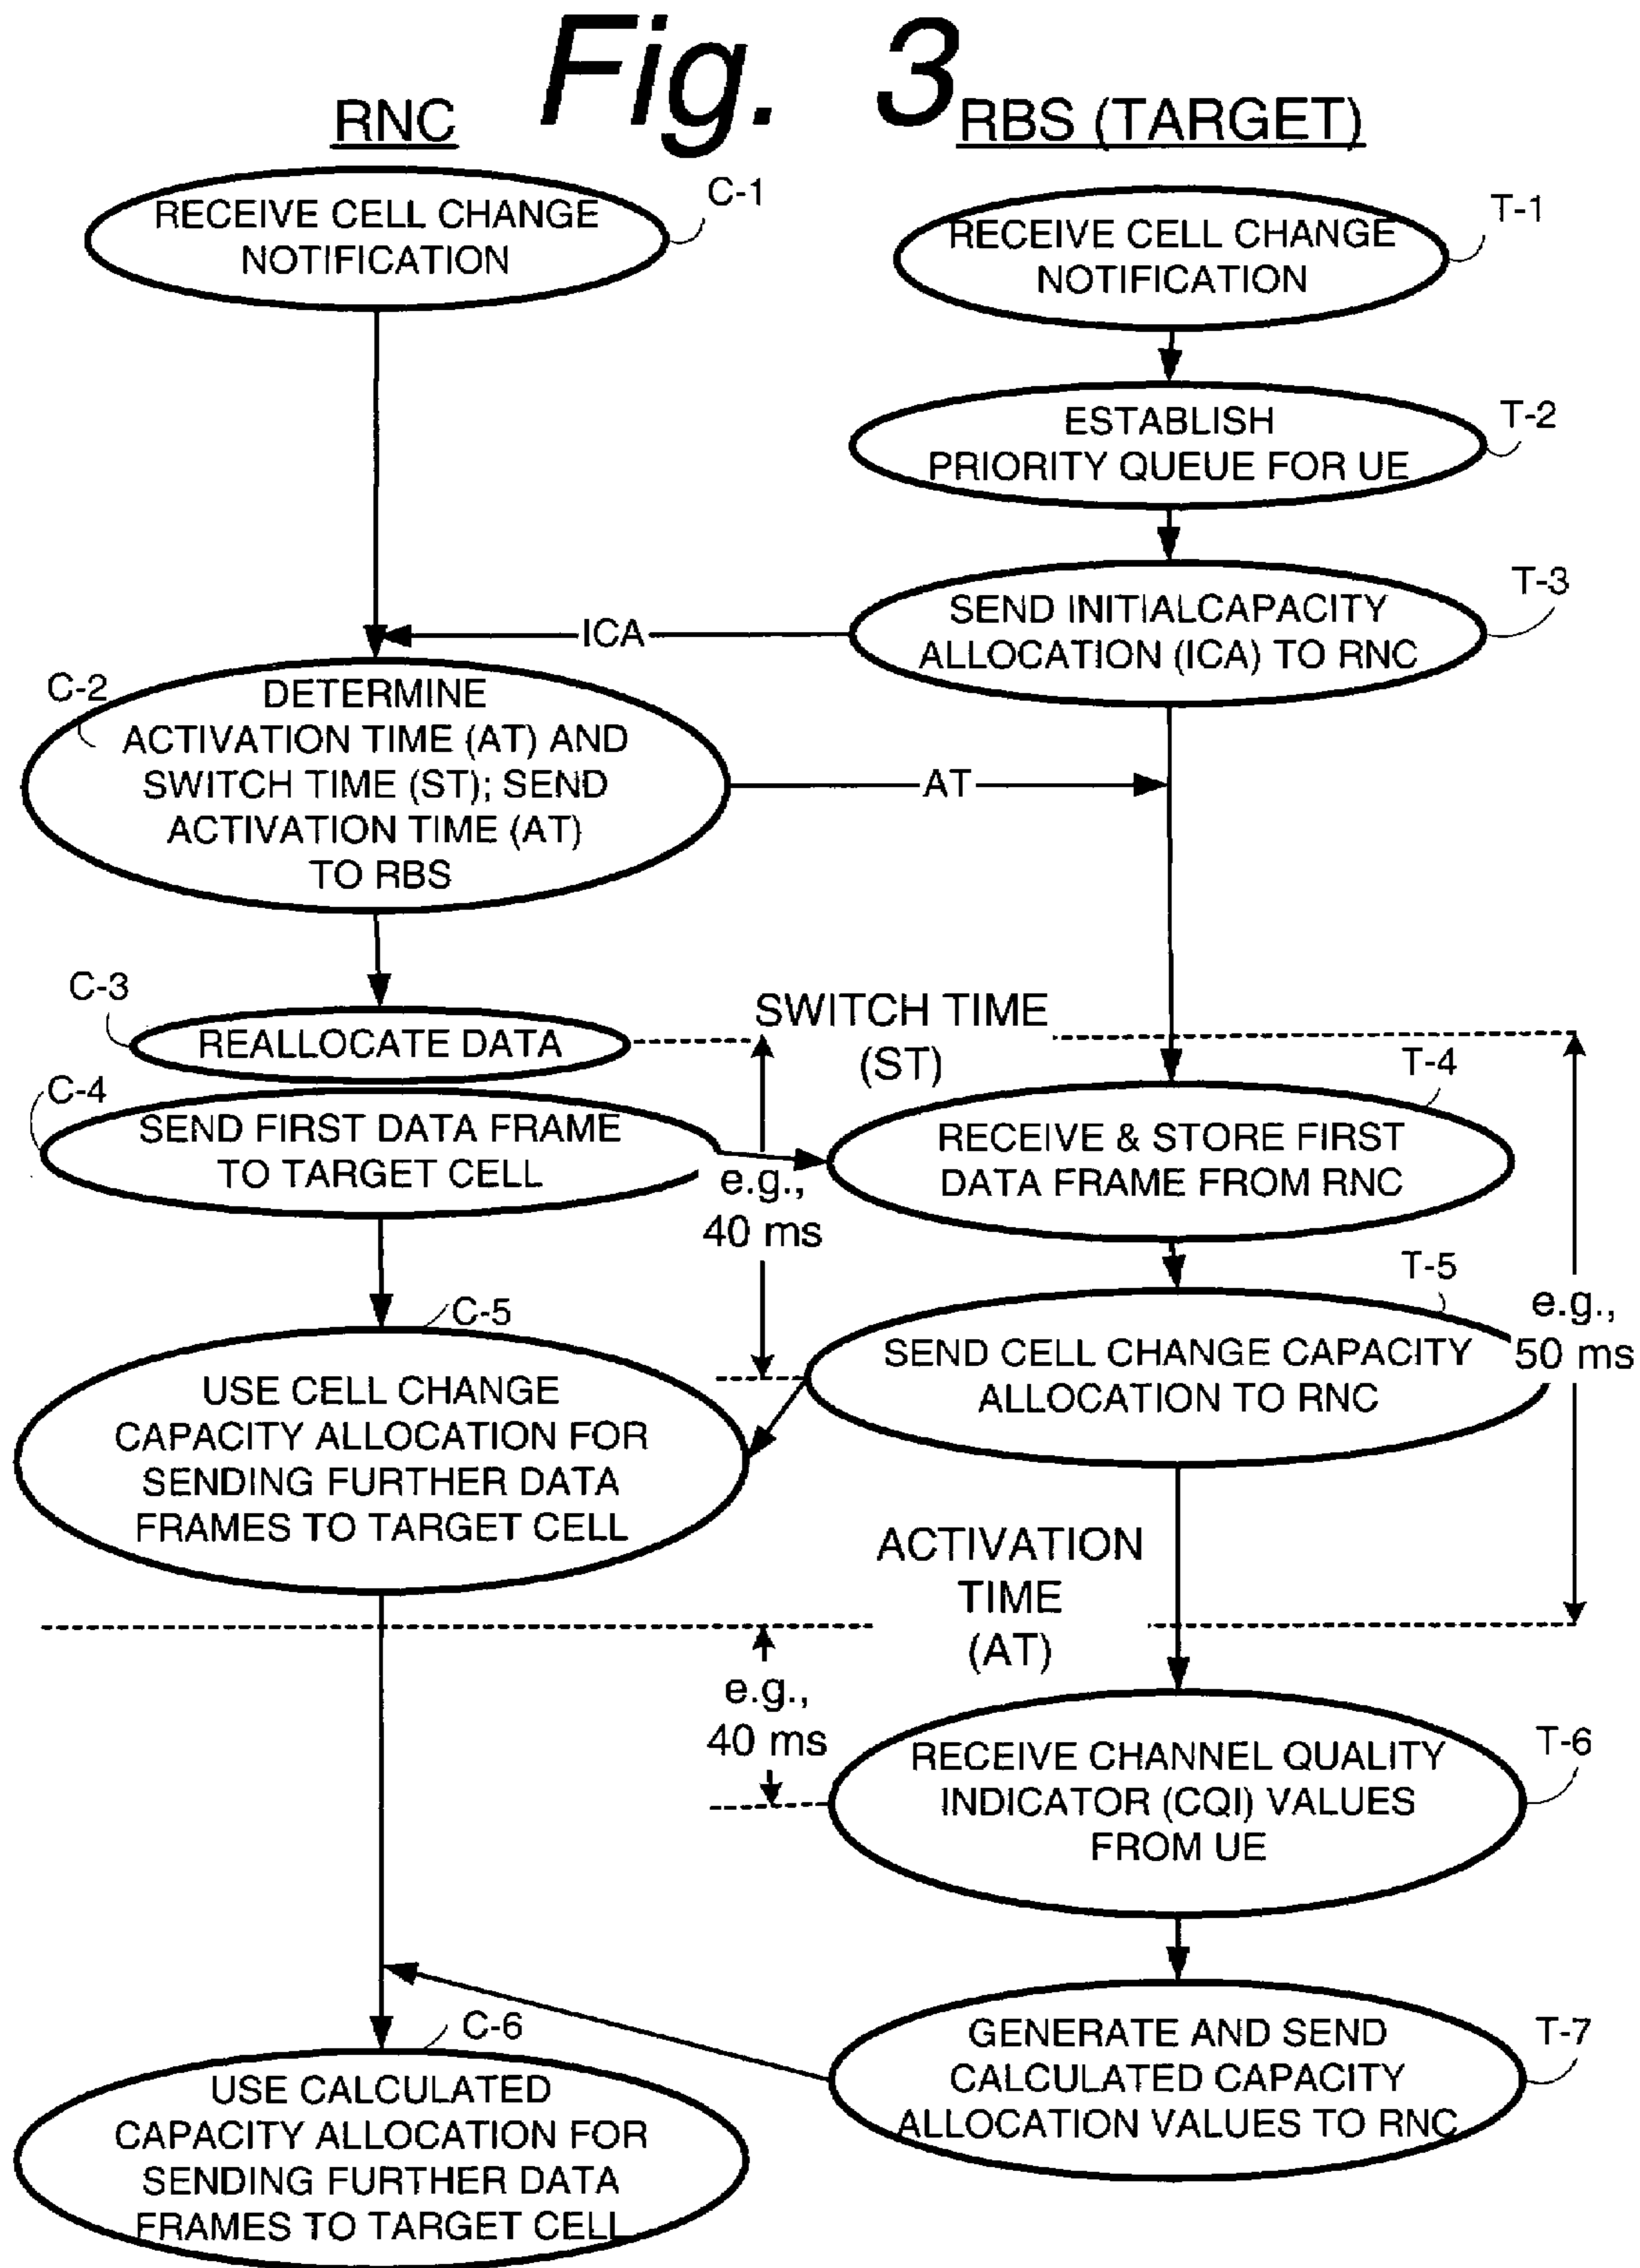 Fig. 3
RNC
RBS (TARGET)
C-1
RECEIVE CELL CHANGE
NOTIFICATION
T-1
RECEIVE CELL CHANGE
NOTIFICATION
T-2
ESTABLISH
PRIORITY QUEUE FOR UE
T-3
SEND INITIALCAPACITY
ALLOCATION (ICA) TO RNC
ICA
C-2
DETERMINE
ACTIVATION TIME (AT) AND
SWITCH TIME (ST); SEND
ACTIVATION TIME (AT)
TO RBS
AT
C-3
REALLOCATE DATA
SWITCH TIME
(ST)
C-4
SEND FIRST DATA FRAME
TO TARGET CELL
e.g.,
40 ms
T-4
RECEIVE & STORE FIRST
DATA FRAME FROM RNC
T-5
SEND CELL CHANGE CAPACITY
ALLOCATION TO RNC
e.g.,
50 ms
C-5
USE CELL CHANGE
CAPACITY ALLOCATION FOR
SENDING FURTHER DATA
FRAMES TO TARGET CELL
ACTIVATION
TIME
(AT)
e.g.,
40 ms
T-6
RECEIVE CHANNEL QUALITY
INDICATOR (CQI) VALUES
FROM UE
T-7
GENERATE AND SEND
CALCULATED CAPACITY
ALLOCATION VALUES TO RNC
C-6
USE CALCULATED
CAPACITY ALLOCATION FOR
SENDING FURTHER DATA
FRAMES TO TARGET CELL